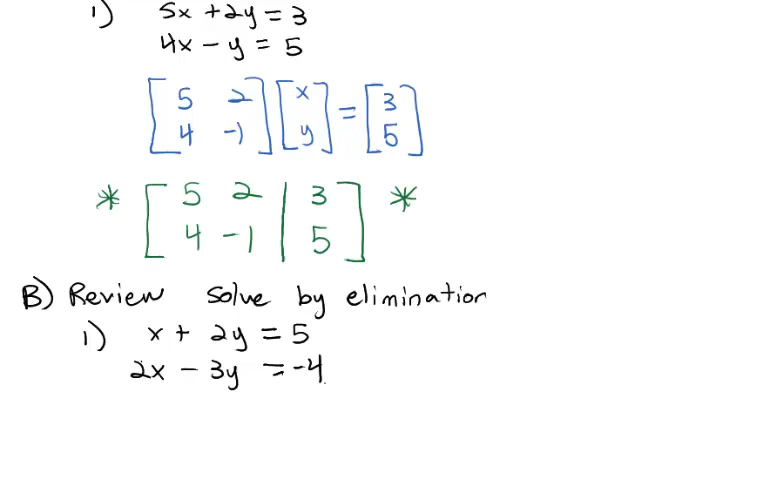 1) 5x + 2y = 3
4x - y = 5
[5 2] [x] = [3]
[4 -1] [y] [5]
* [5 2 | 3] *
[4 -1 | 5]
B) Review solve by elimination
1) x + 2y = 5
2x - 3y = -4